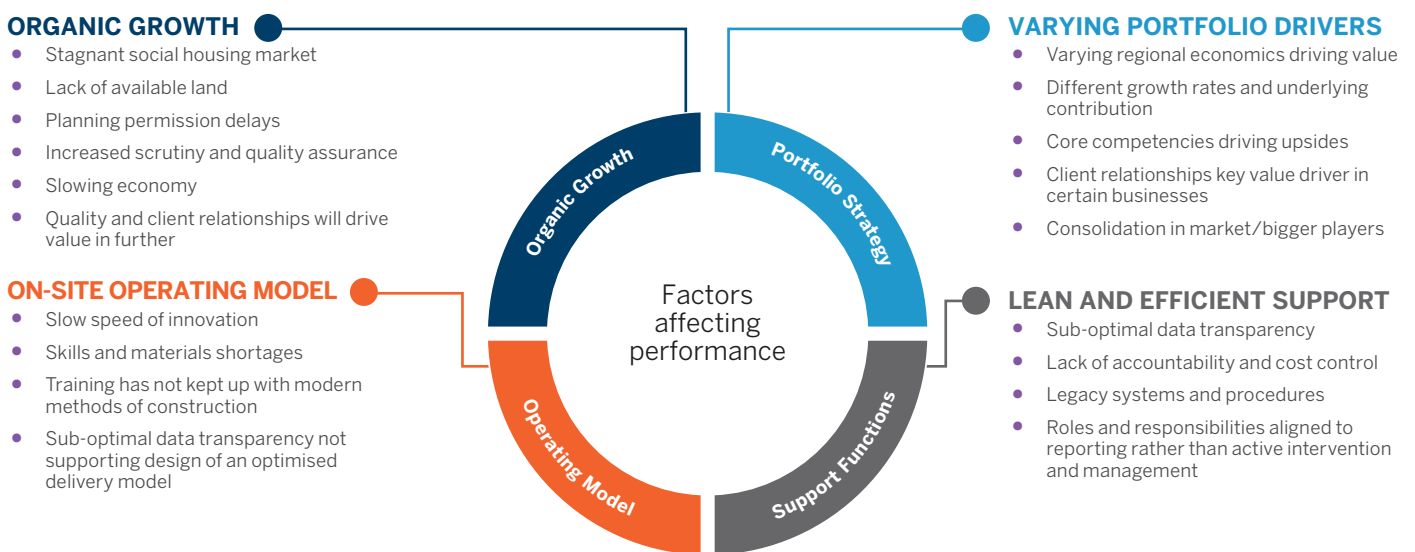 ORGANIC GROWTH
Stagnant social housing market
Lack of available land
Planning permission delays
Increased scrutiny and quality assurance
Slowing economy
Quality and client relationships will drive
value in further
ON-SITE OPERATING MODEL
Slow speed of innovation
Skills and materials shortages
Training has not kept up with modern
methods of construction
Sub-optimal data transparency not
supporting design of an optimised
delivery model
Organic Growth
Portfolio Strategy
Factors
affecting
performance
Operating Model
Support Functions
VARYING PORTFOLIO DRIVERS
Varying regional economics driving value
Different growth rates and underlying
contribution
Core competencies driving upsides
Client relationships key value driver in
certain businesses
Consolidation in market/bigger players
LEAN AND EFFICIENT SUPPORT
Sub-optimal data transparency
Lack of accountability and cost control
Legacy systems and procedures
Roles and responsibilities aligned to
reporting rather than active intervention
and management